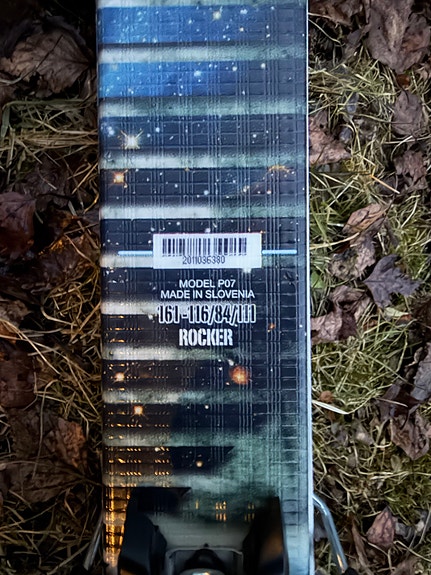 2011036380
MODEL P07
MADE IN SLOVENIA
161-116/84/111
ROCKER